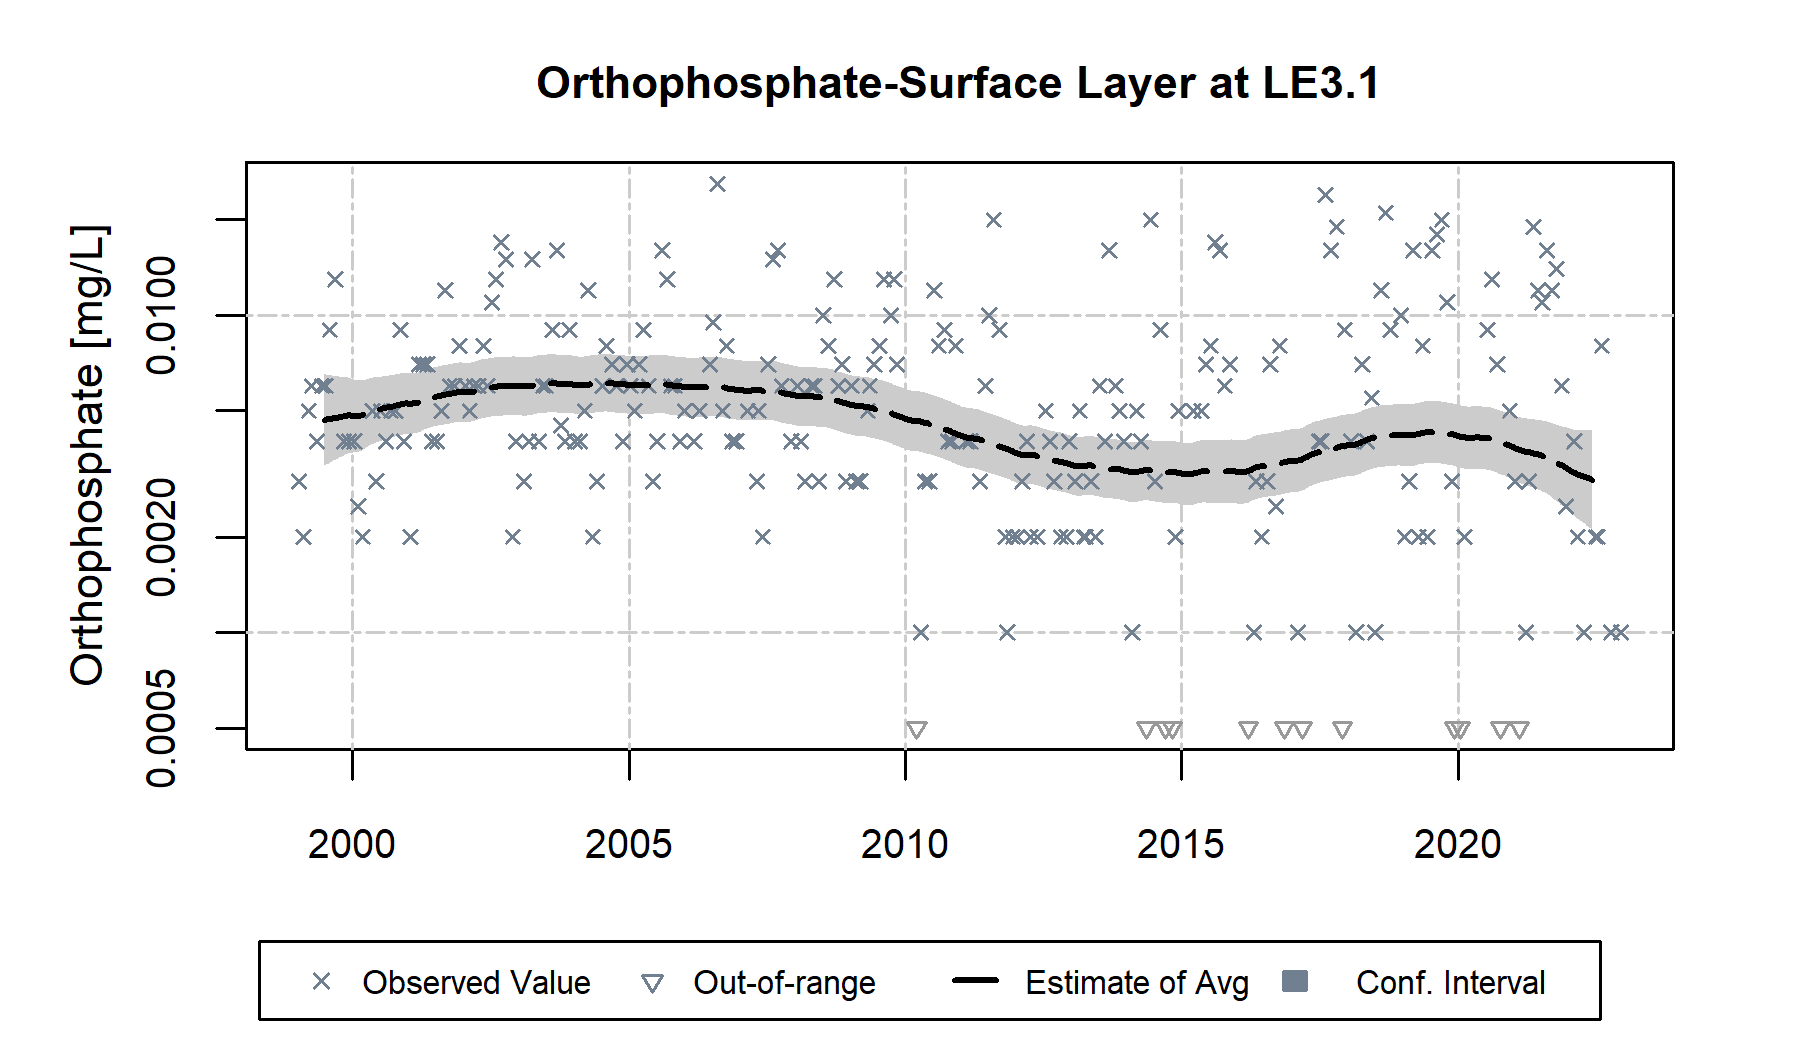 Orthophosphate-Surface Layer at LE3.1
Orthophosphate [mg/L]
0.0100
0.0020
0.0005
2000 2005 2010 2015 2020
Observed Value Out-of-range Estimate of Avg Conf. Interval